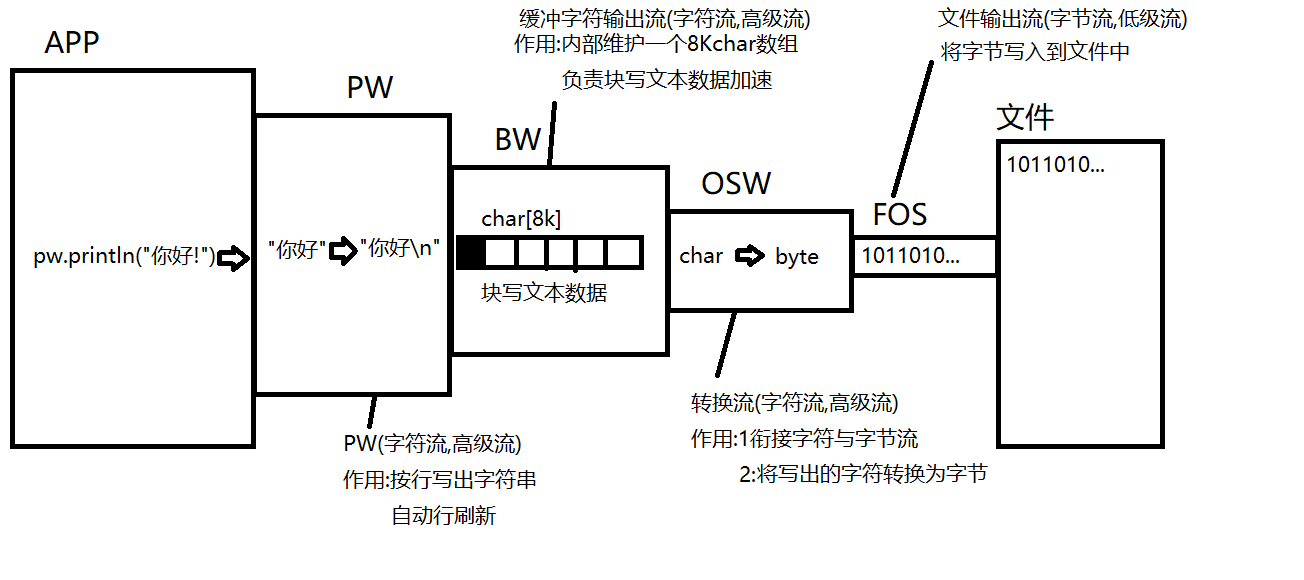 APP
pw.println("你好!")
PW
"你好"
"你好\n"
PW(字符流,高级流)
作用:按行写出字符串
自动行刷新
缓冲字符输出流(字符流,高级流)
作用:内部维护一个8Kchar数组
负责块写文本数据加速
BW
char[8k]
块写文本数据
OSW
char
byte
转换流(字符流,高级流)
作用:1衔接字符与字节流
2:将写出的字符转换为字节
文件输出流(字节流,低级流)
将字节写入到文件中
FOS
1011010...
文件
1011010...